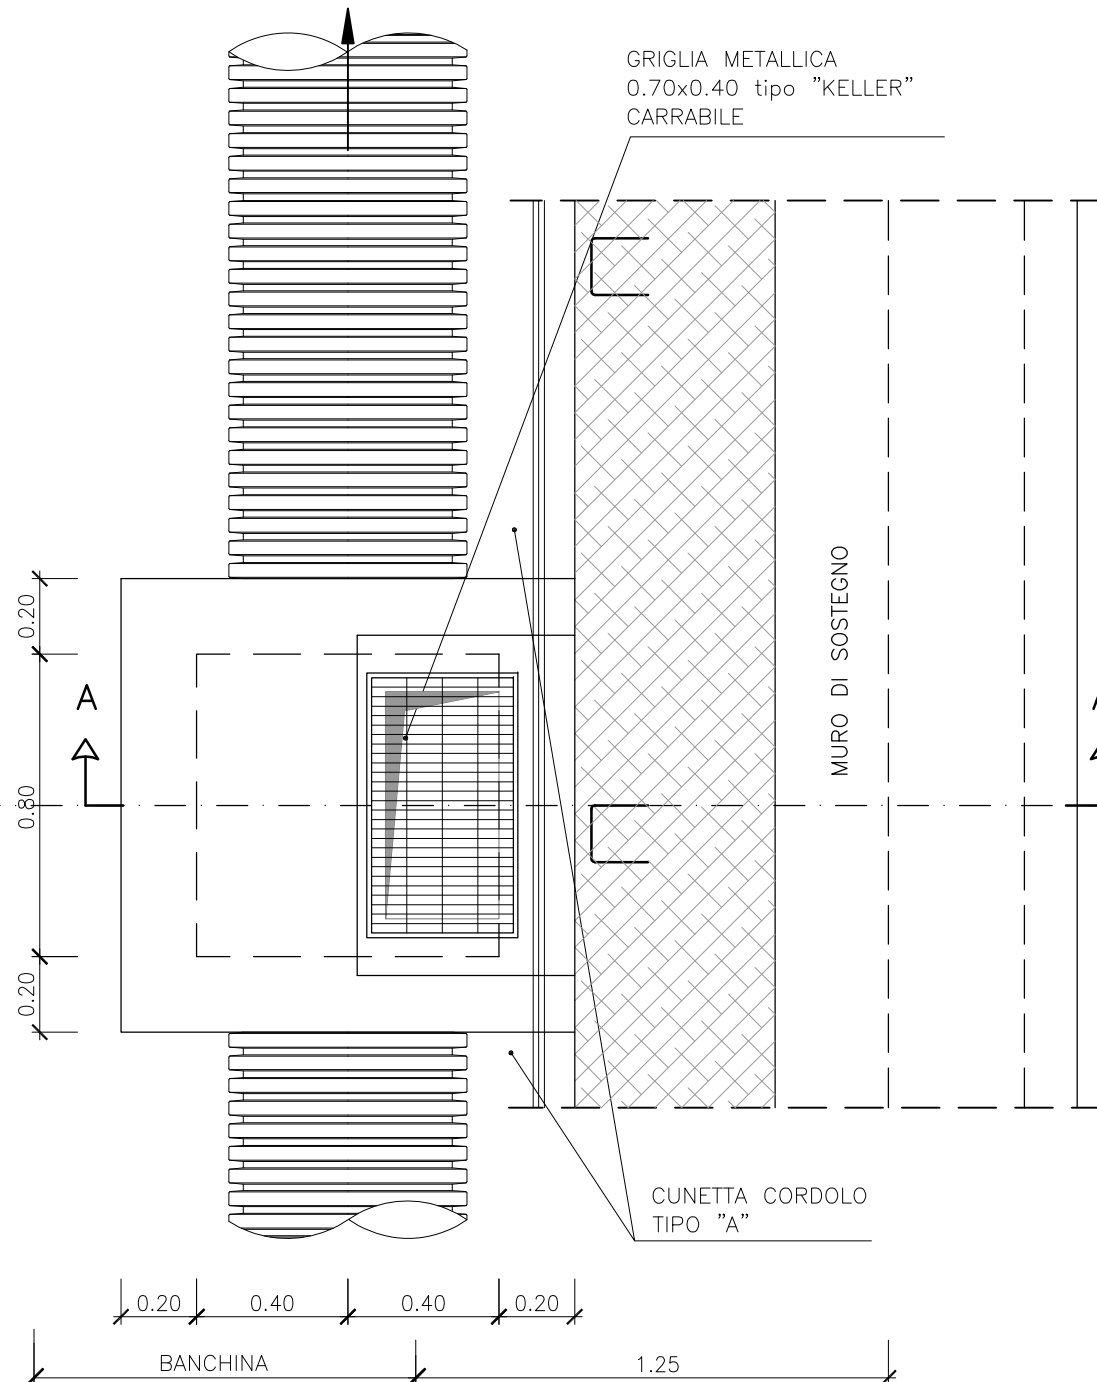 GRIGLIA METALLICA
0.70x0.40 tipo "KELLER"
CARRABILE
MURO DI SOSTEGNO
0.20
A
0.80
0.20
CUNETTA CORDOLO
TIPO "A"
0.20 0.40 0.40 0.20
BANCHINA 1.25